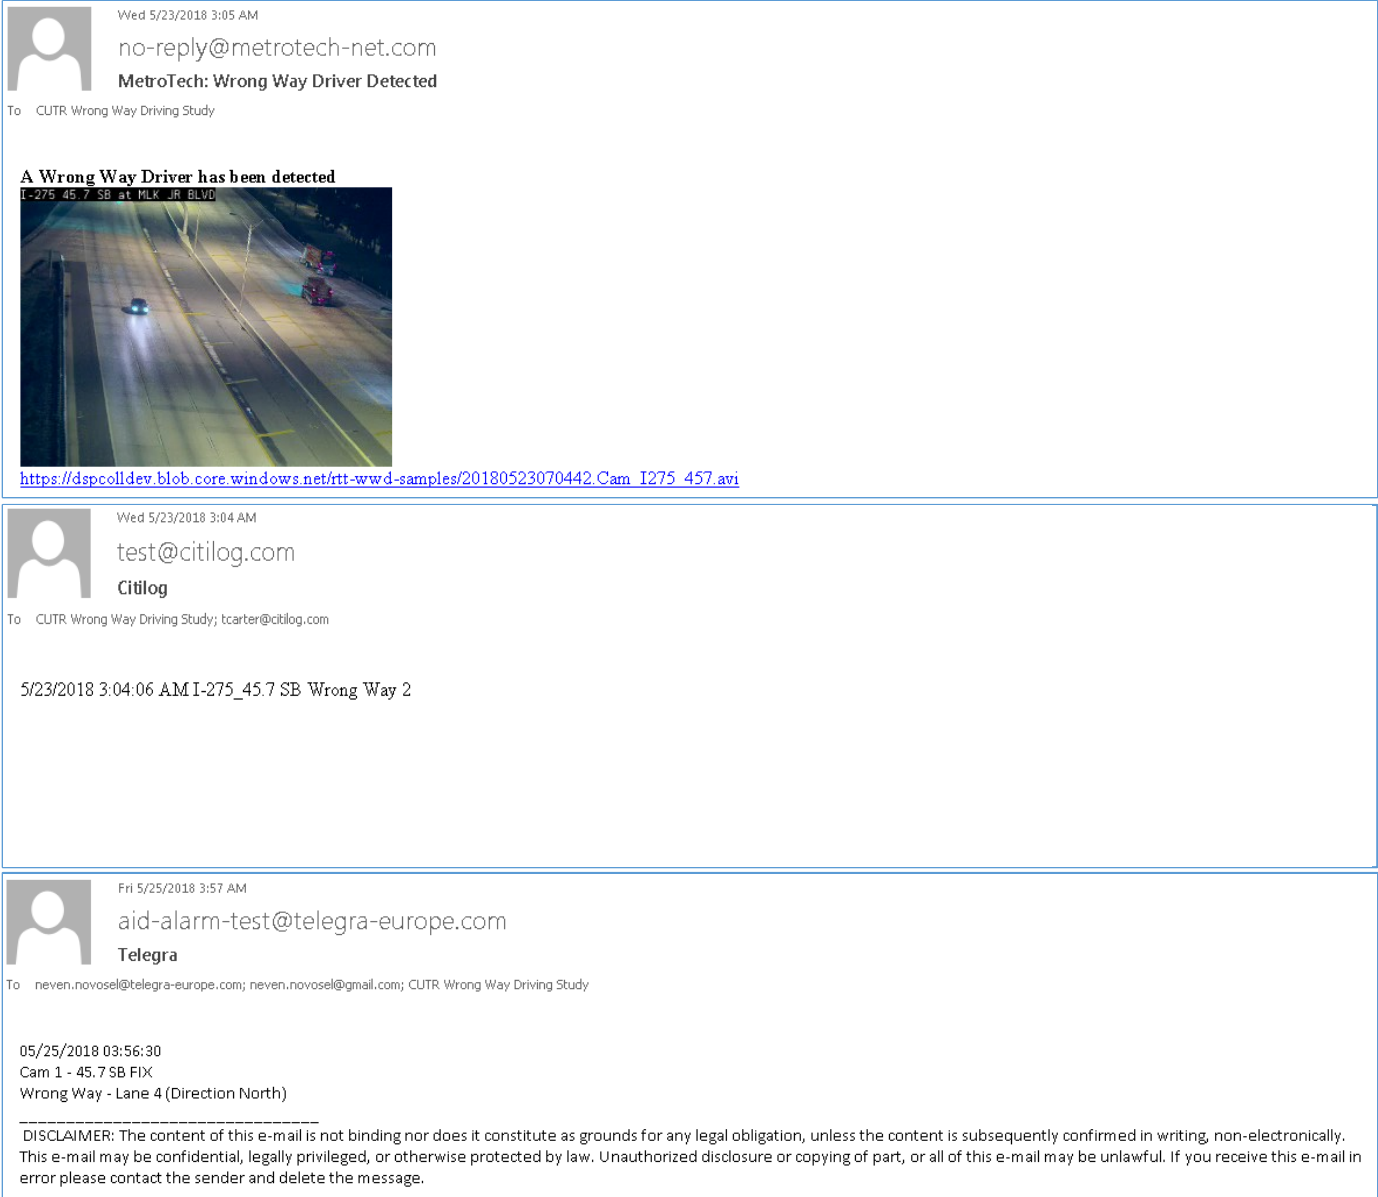 Wed 5/23/2018 3:05 AM
no-reply@metrotech-net.com
MetroTech: Wrong Way Driver Detected
To CUTR Wrong Way Driving Study
A Wrong Way Driver has been detected
I-275 45.7 SB at MLK JR BLVD
https://dspcolldev.blob.core.windows.net/rtt-wwd-samples/20180523070442.Cam_I275_457.avi
Wed 5/23/2018 3:04 AM
test@citilog.com
Citilog
To CUTR Wrong Way Driving Study; tcarter@citilog.com
5/23/2018 3:04:06 AM I-275_45.7 SB Wrong Way 2
Fri 5/25/2018 3:57 AM
aid-alarm-test@telegra-europe.com
Telegra
To neven.novosel@telegra-europe.com; neven.novosel@gmail.com; CUTR Wrong Way Driving Study
05/25/2018 03:56:30
Cam 1 - 45.7 SB FIX
Wrong Way - Lane 4 (Direction North)
DISCLAIMER: The content of this e-mail is not binding nor does it constitute as grounds for any legal obligation, unless the content is subsequently confirmed in writing, non-electronically.
This e-mail may be confidential, legally privileged, or otherwise protected by law. Unauthorized disclosure or copying of part, or all of this e-mail may be unlawful. If you receive this e-mail in
error please contact the sender and delete the message.